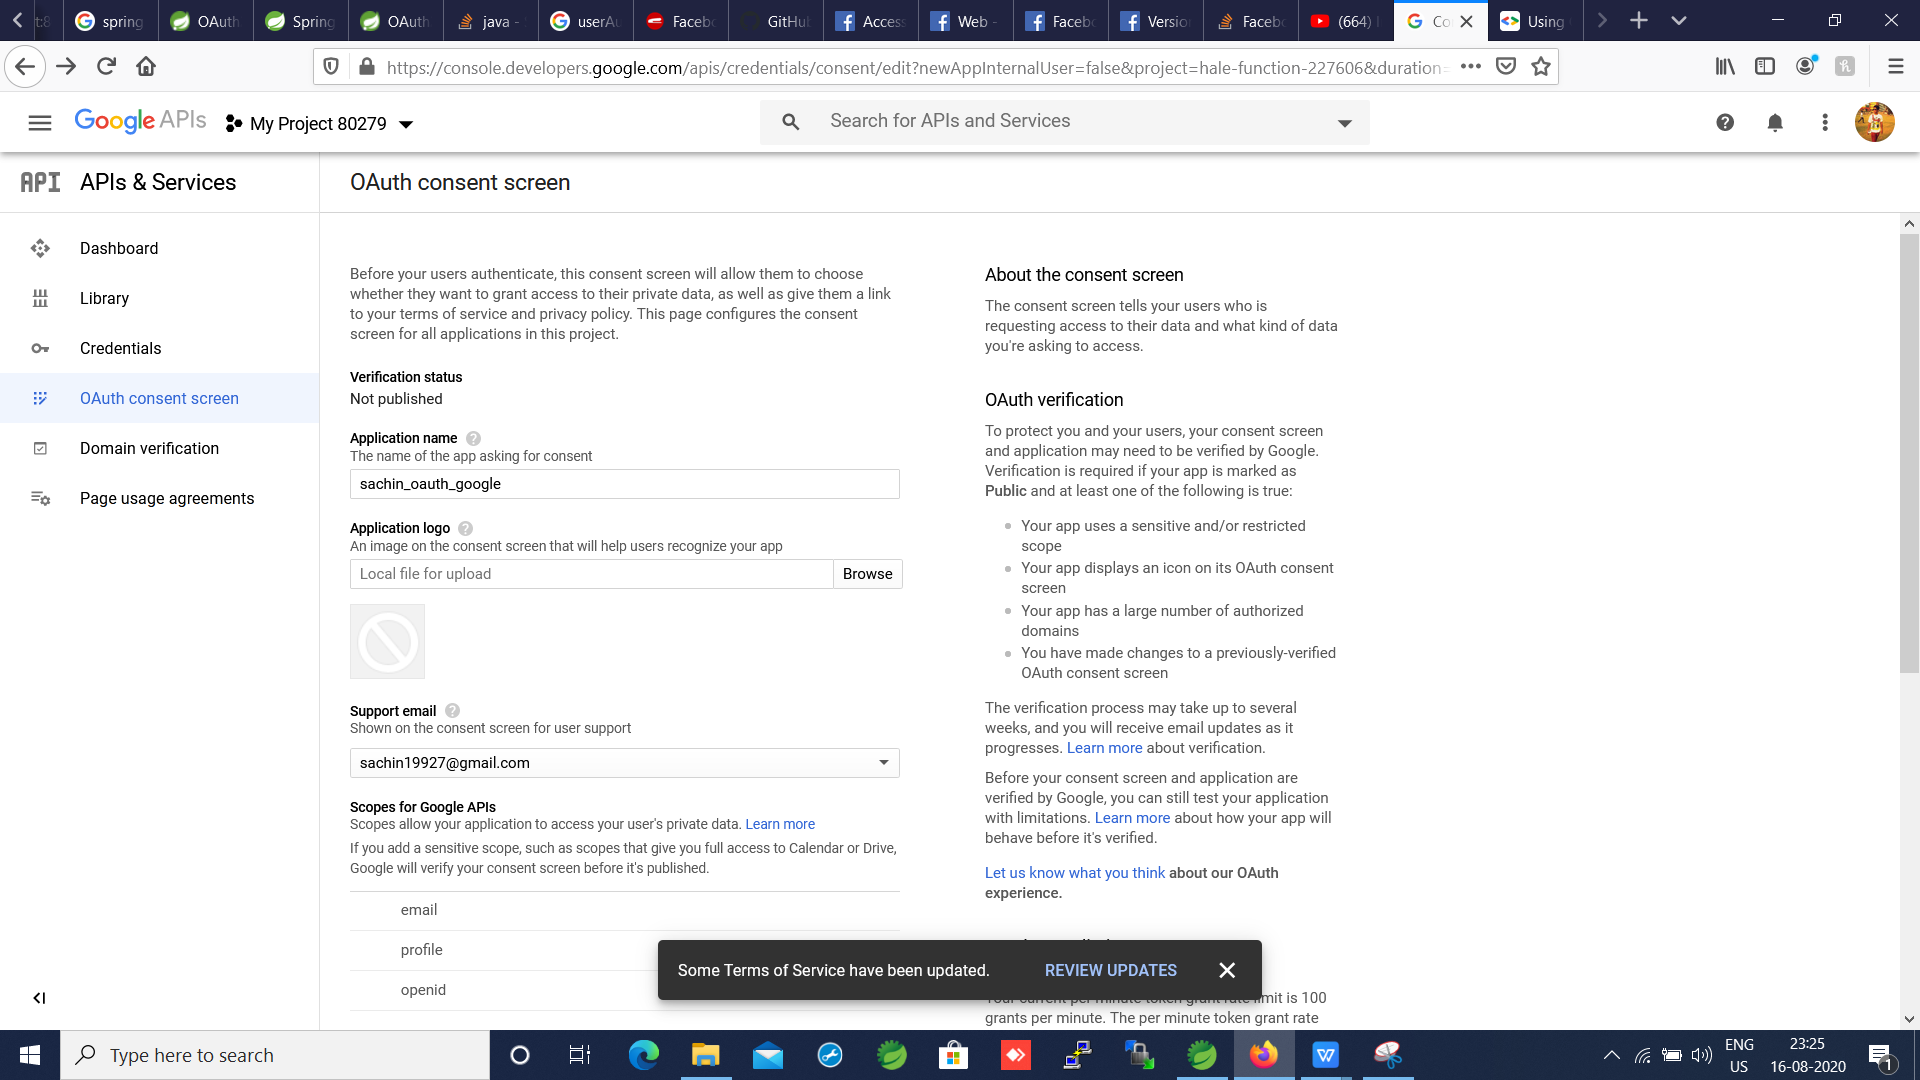 spring
OAuth
Spring
OAuth
java -
userAu
Facebo
GitHub
Access
Web -
Facebo
Versio
Facebo
(664)
Co
Using
https://console.developers.google.com/apis/credentials/consent/edit?newAppInternalUser=false&project=hale-function-227606&duration=
Google APIs
My Project 80279
Search for APIs and Services
API APIs & Services
OAuth consent screen
Dashboard
Library
Credentials
OAuth consent screen
Domain verification
Page usage agreements
Before your users authenticate, this consent screen will allow them to choose
whether they want to grant access to their private data, as well as give them a link
to your terms of service and privacy policy. This page configures the consent
screen for all applications in this project.
Verification status
Not published
Application name
The name of the app asking for consent
sachin_oauth_google
Application logo
An image on the consent screen that will help users recognize your app
Local file for upload
Browse
Support email
Shown on the consent screen for user support
sachin19927@gmail.com
Scopes for Google APIs
Scopes allow your application to access your user's private data. Learn more
If you add a sensitive scope, such as scopes that give you full access to Calendar or Drive,
Google will verify your consent screen before it's published.
email
profile
openid
About the consent screen
The consent screen tells your users who is
requesting access to their data and what kind of data
you're asking to access.
OAuth verification
To protect you and your users, your consent screen
and application may need to be verified by Google.
Verification is required if your app is marked as
Public and at least one of the following is true:
Your app uses a sensitive and/or restricted
scope
Your app displays an icon on its OAuth consent
screen
Your app has a large number of authorized
domains
You have made changes to a previously-verified
OAuth consent screen
The verification process may take up to several
weeks, and you will receive email updates as it
progresses. Learn more about verification.
Before your consent screen and application are
verified by Google, you can still test your application
with limitations. Learn more about how your app will
behave before it's verified.
Let us know what you think about our OAuth
experience.
Some Terms of Service have been updated.
REVIEW UPDATES
Your current per minute token grant rate limit is 100
grants per minute. The per minute token grant rate
Type here to search
ENG
US
23:25
16-08-2020
1